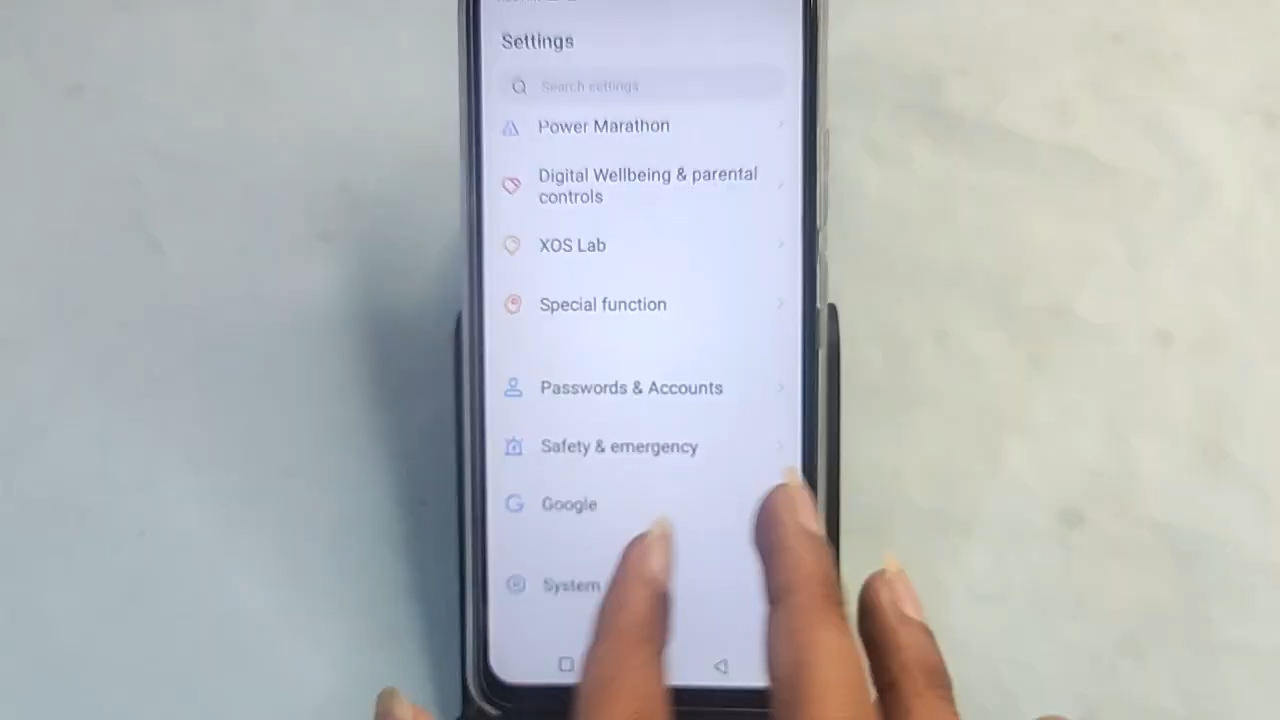 Settings
Search settings
Power Marathon
Digital Wellbeing & parental
controls
XOS Lab
Special function
Passwords & Accounts
Safety & emergency
Google
System